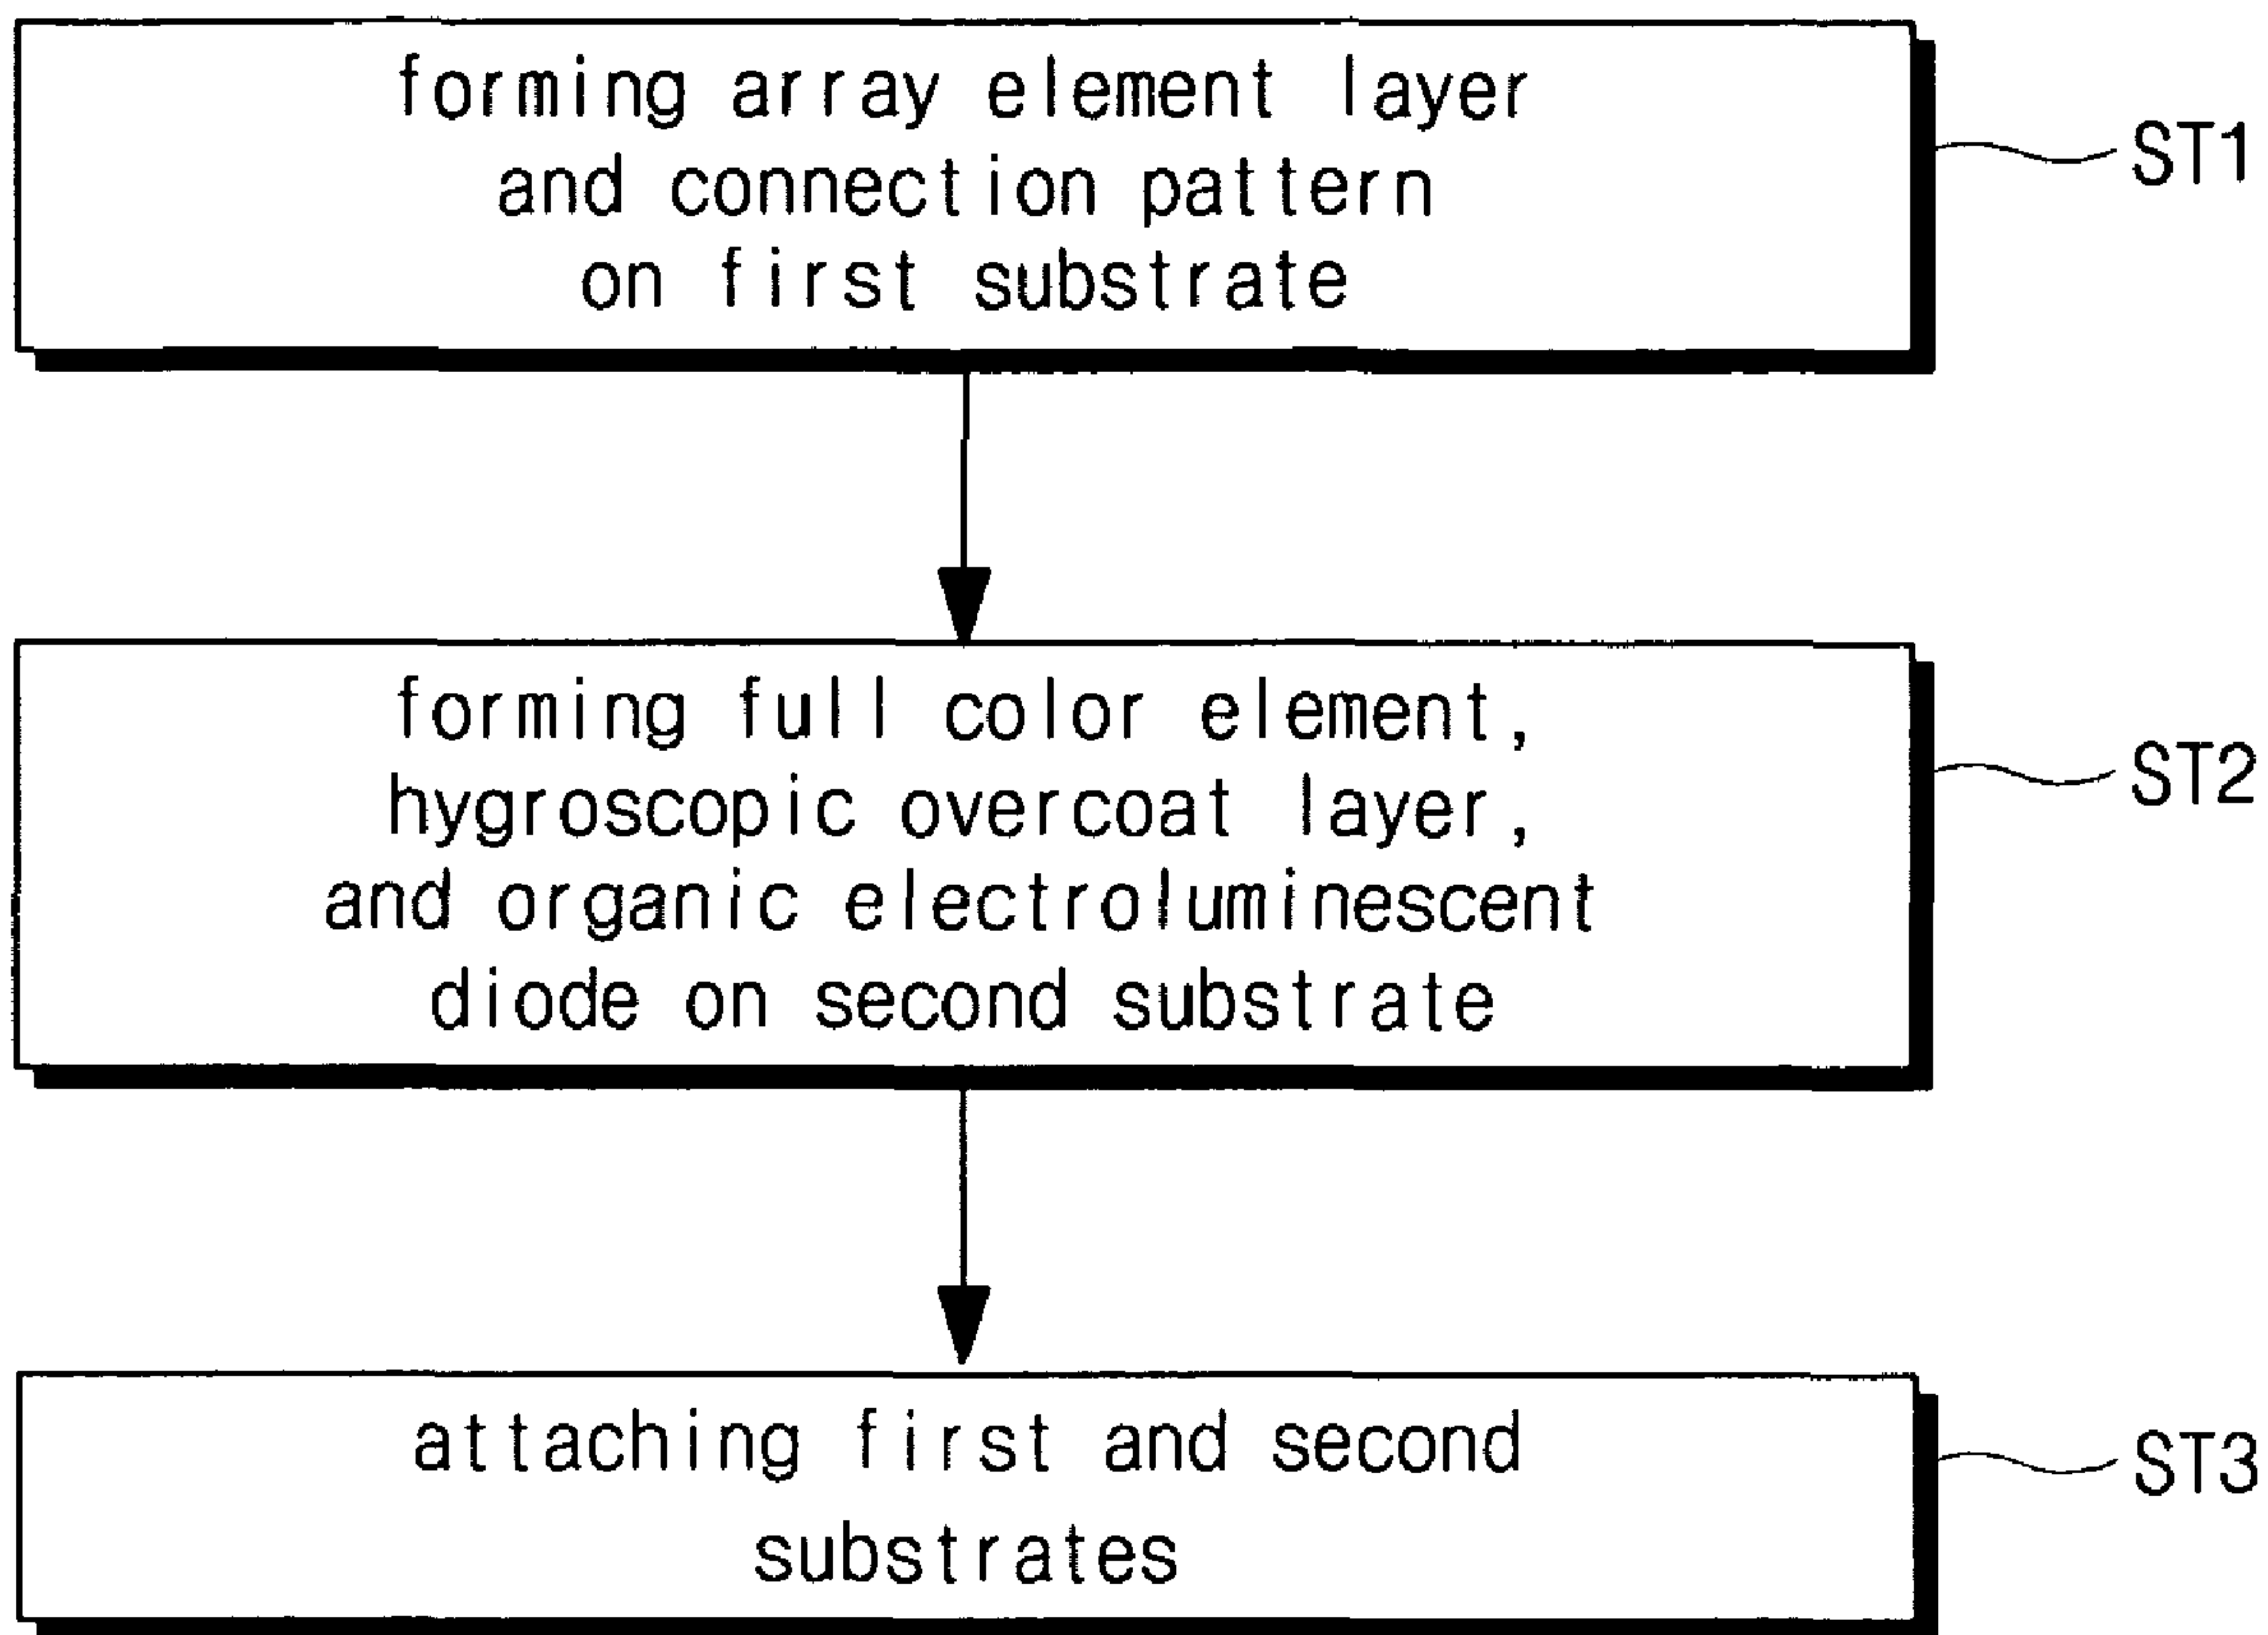 forming array element layer
and connection pattern
on first substrate
ST1
forming full color element,
hygroscopic overcoat layer,
and organic electroluminescent
diode on second substrate
ST2
attaching first and second
substrates
ST3